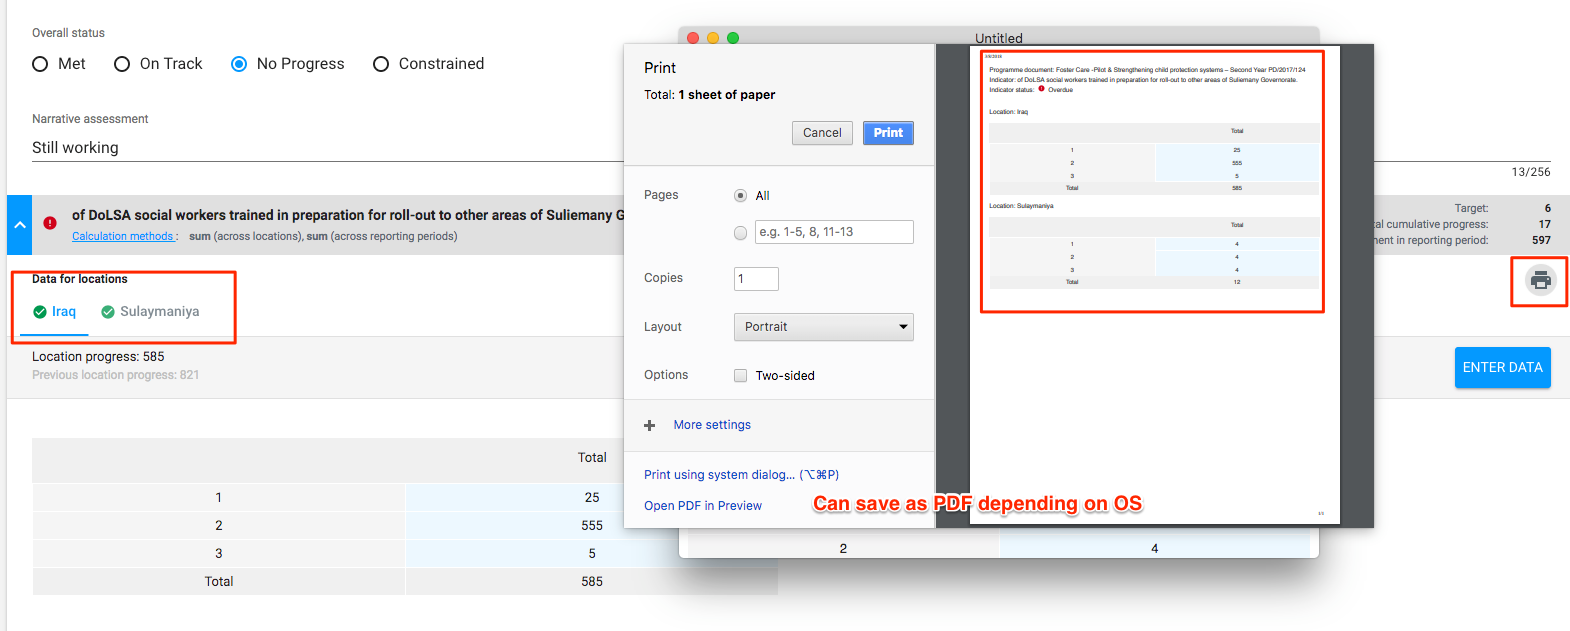 Overall status
Met
On Track
No Progress
Constrained
Narrative assessment
Still working
13/256
of DoLSA social workers trained in preparation for roll-out to other areas of Suliemany G
Calculation methods : sum (across locations), sum (across reporting periods)
Target: 6
tal cumulative progress: 17
ment in reporting period: 597
Data for locations
Iraq
Sulaymaniya
Location progress: 585
Previous location progress: 821
ENTER DATA
Total
1 25
2 555
3 5
Total 585
Untitled
Print
Total: 1 sheet of paper
Cancel
Print
Pages
All
e.g. 1-5, 8, 11-13
Copies
1
Layout
Portrait
Options
Two-sided
More settings
Print using system dialog... (⌥⌘P)
Open PDF in Preview
Can save as PDF depending on OS
Programme document: Foster Care -Pilot & Strengthening child protection systems – Second Year PD/2017/124
Indicator: of DoLSA social workers trained in preparation for roll-out to other areas of Suliemany Governorate.
Indicator status: Overdue
Location: Iraq
Total
1 25
2 555
3 5
Total 585
Location: Sulaymaniya
Total
1 4
2 4
3 4
Total 12
1/1
2 4